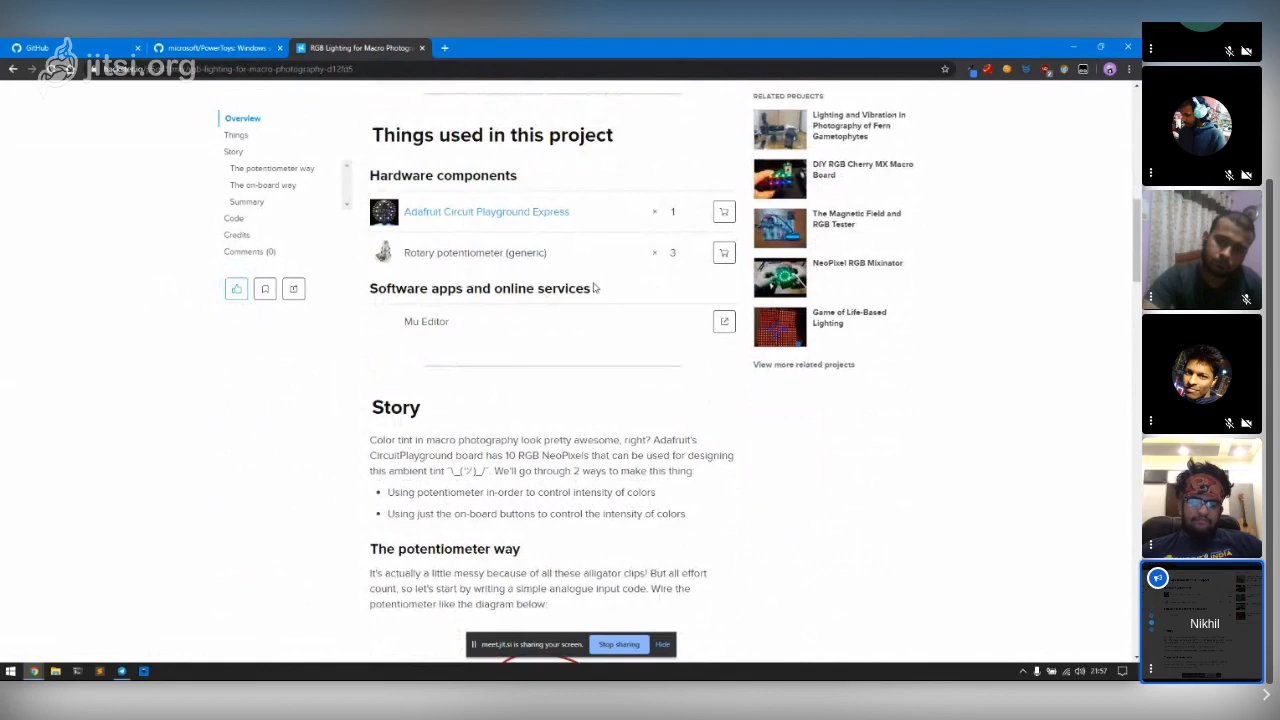 GitHub
microsoft/PowerToys: Windows
RGB Lighting for Macro Photogr
jitsi.org
Overview
Things
Story
The potentiometer way
The on-board way
Summary
Code
Credits
Comments (0)
Things used in this project
Hardware components
Adafruit Circuit Playground Express × 1
Rotary potentiometer (generic) × 3
Software apps and online services
Mu Editor
Story
Color tint in macro photography look pretty awesome, right? Adafruit's
CircuitPlayground board has 10 RGB NeoPixels that can be used for designing
this ambient tint ¯\_(ツ)_/¯ We'll go through 2 ways to make this thing:
• Using potentiometer in-order to control intensity of colors
• Using just the on-board buttons to control the intensity of colors
The potentiometer way
It's actually a little messy because of all these alligator clips! But all effort
count, so let's start by writing a simple analogue input code. Wire the
potentiometer like the diagram below:
RELATED PROJECTS
Lighting and Vibration in
Photography of Fern
Gametophytes
DIY RGB Cherry MX Macro
Board
The Magnetic Field and
RGB Tester
NeoPixel RGB Mixinator
Game of Life-Based
Lighting
View more related projects
meet.jit.si is sharing your screen.
Stop sharing
Hide
21:57
INDIA
Nikhil